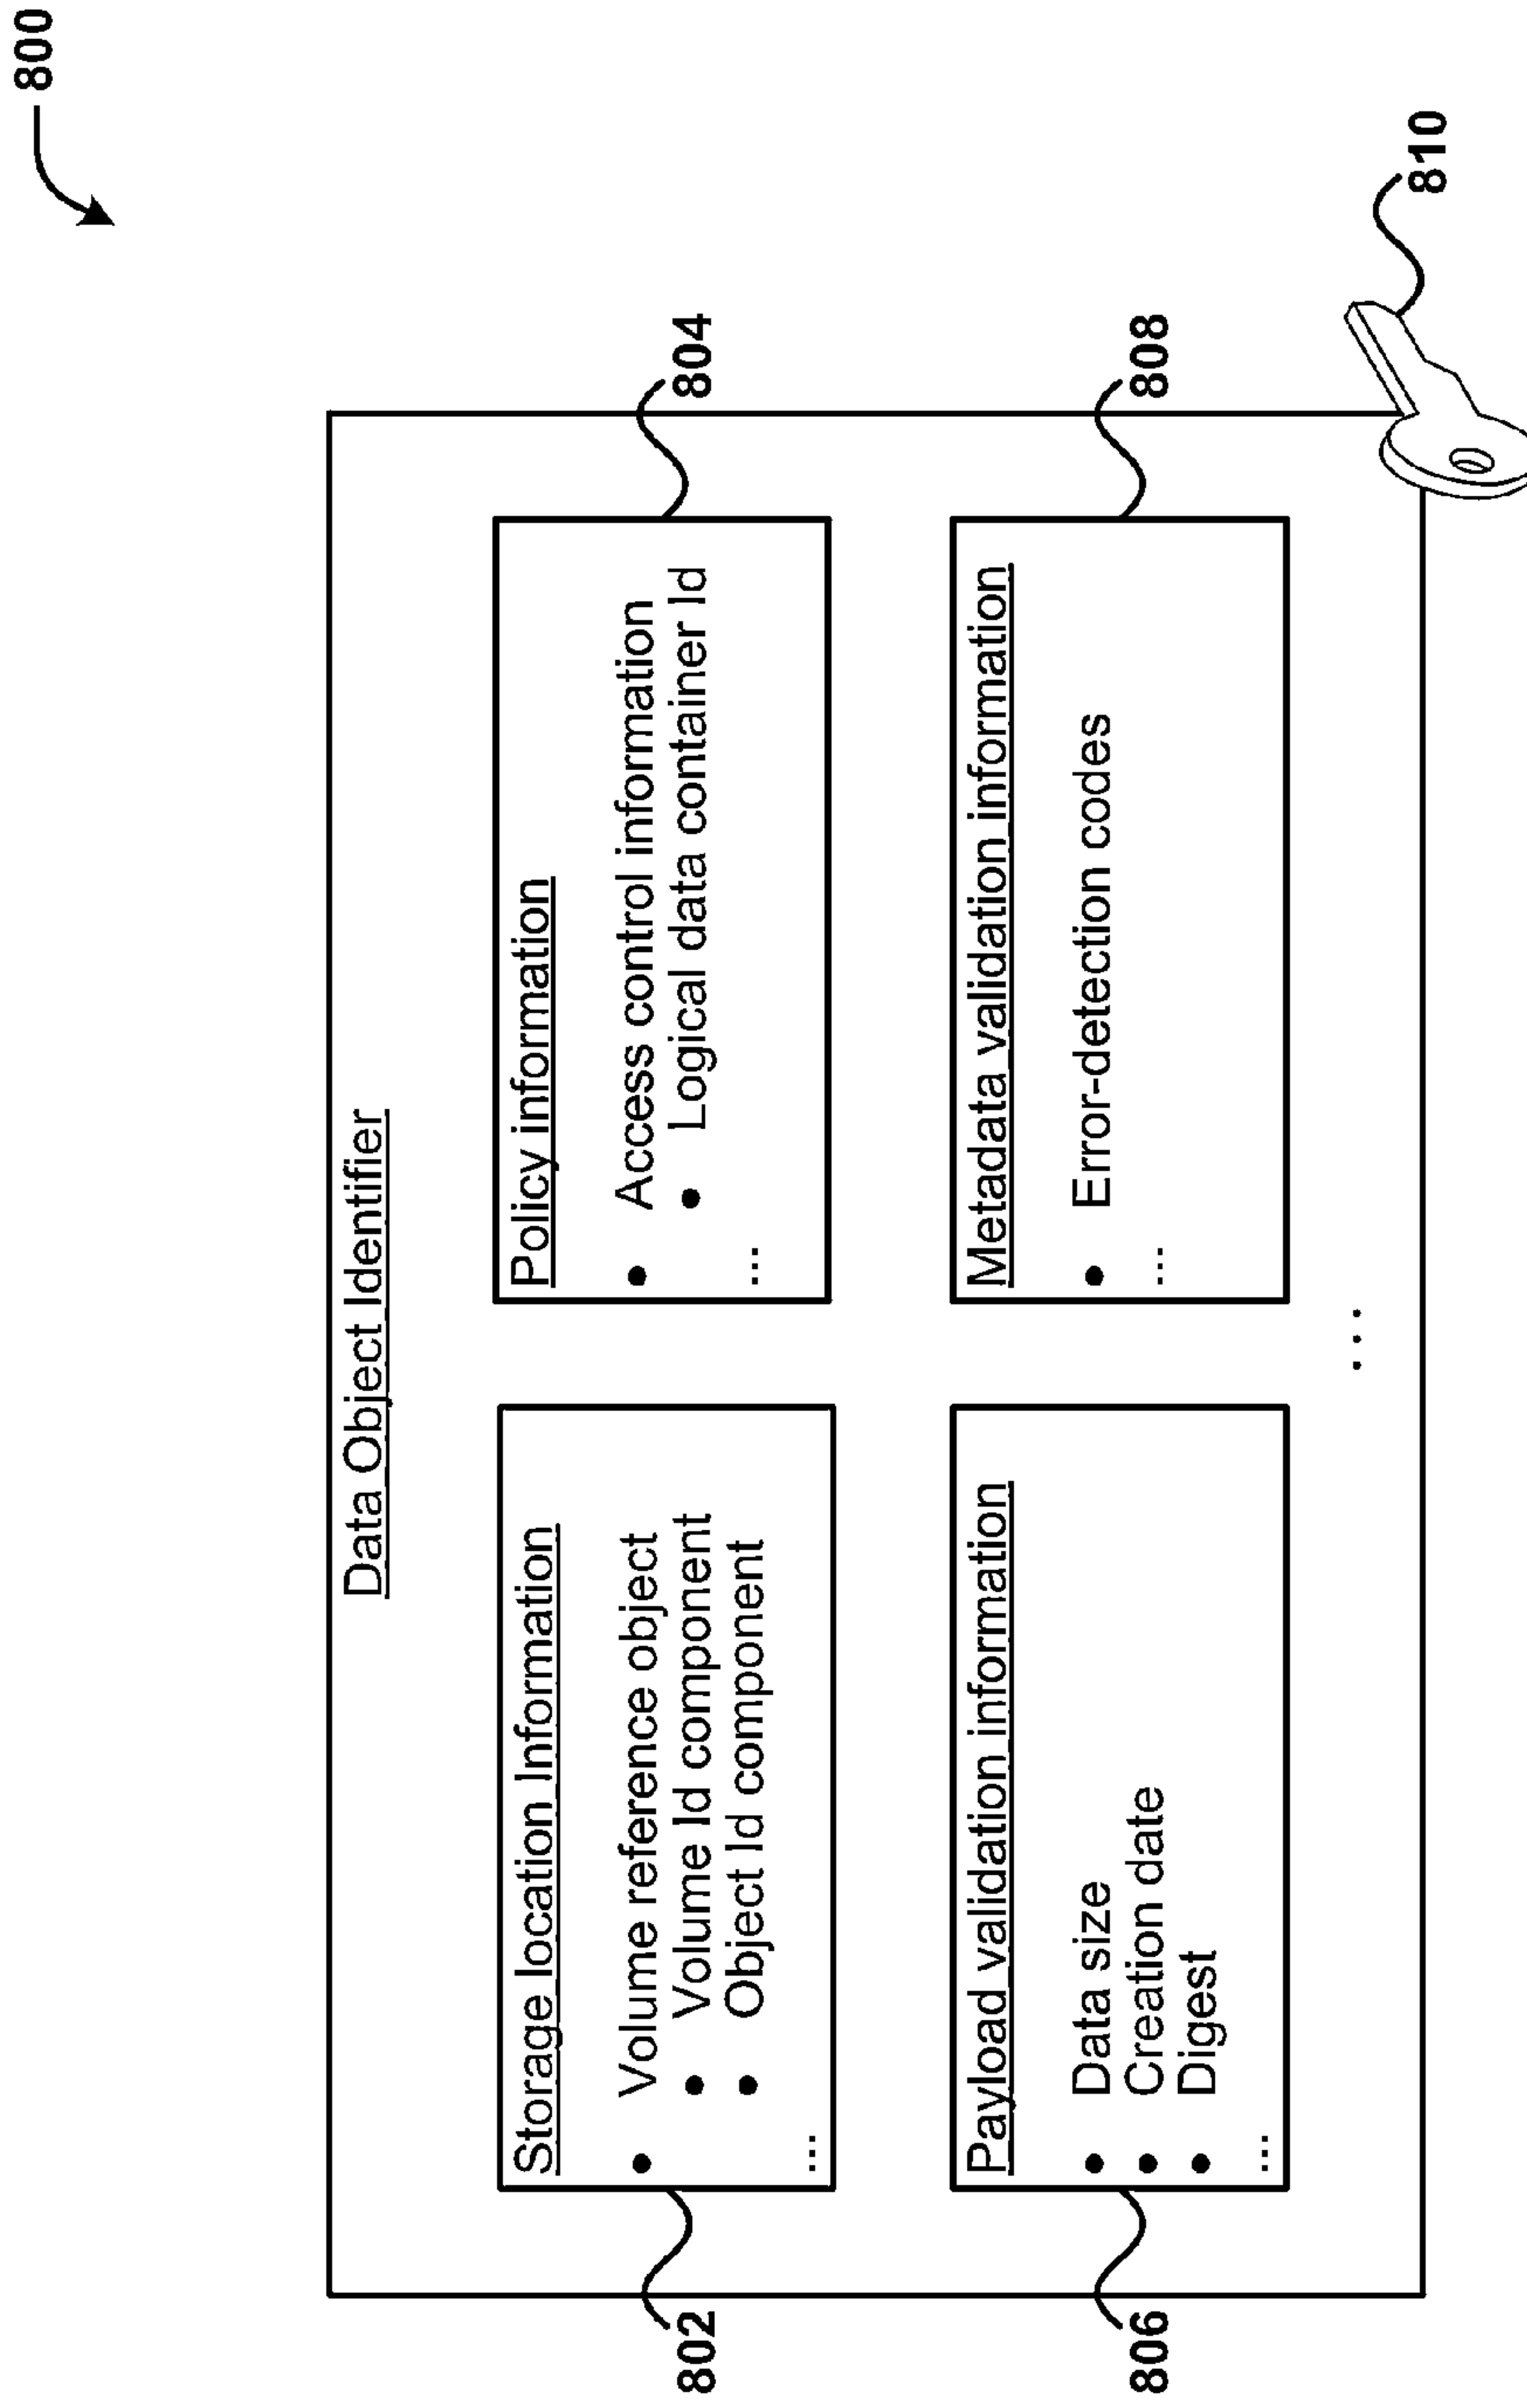 800
Data Object Identifier
Storage location Information
• Volume reference object
• Volume Id component
• Object Id component
...
802
Policy information
• Access control information
• Logical data container Id
...
804
Payload validation information
• Data size
• Creation date
• Digest
...
806
Metadata validation information
• Error-detection codes
...
808
...
810